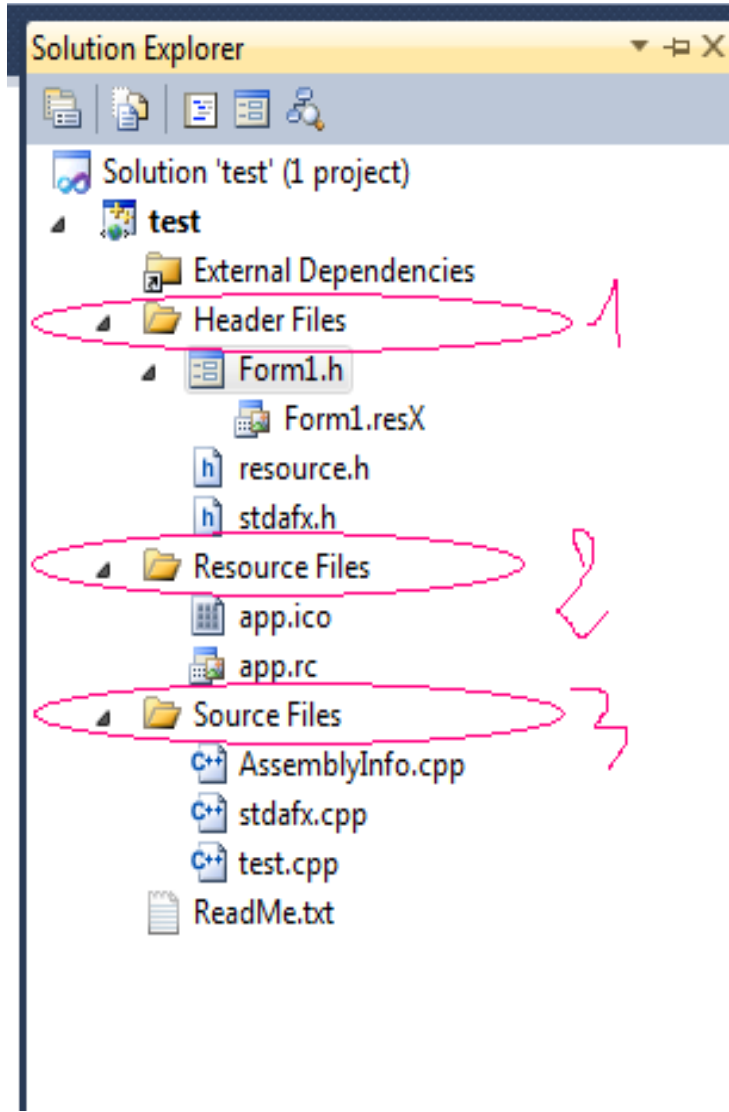 Solution Explorer
Solution 'test' (1 project)
test
External Dependencies
Header Files 1
Form1.h
Form1.resX
resource.h
stdafx.h
Resource Files 2
app.ico
app.rc
Source Files 3
AssemblyInfo.cpp
stdafx.cpp
test.cpp
ReadMe.txt